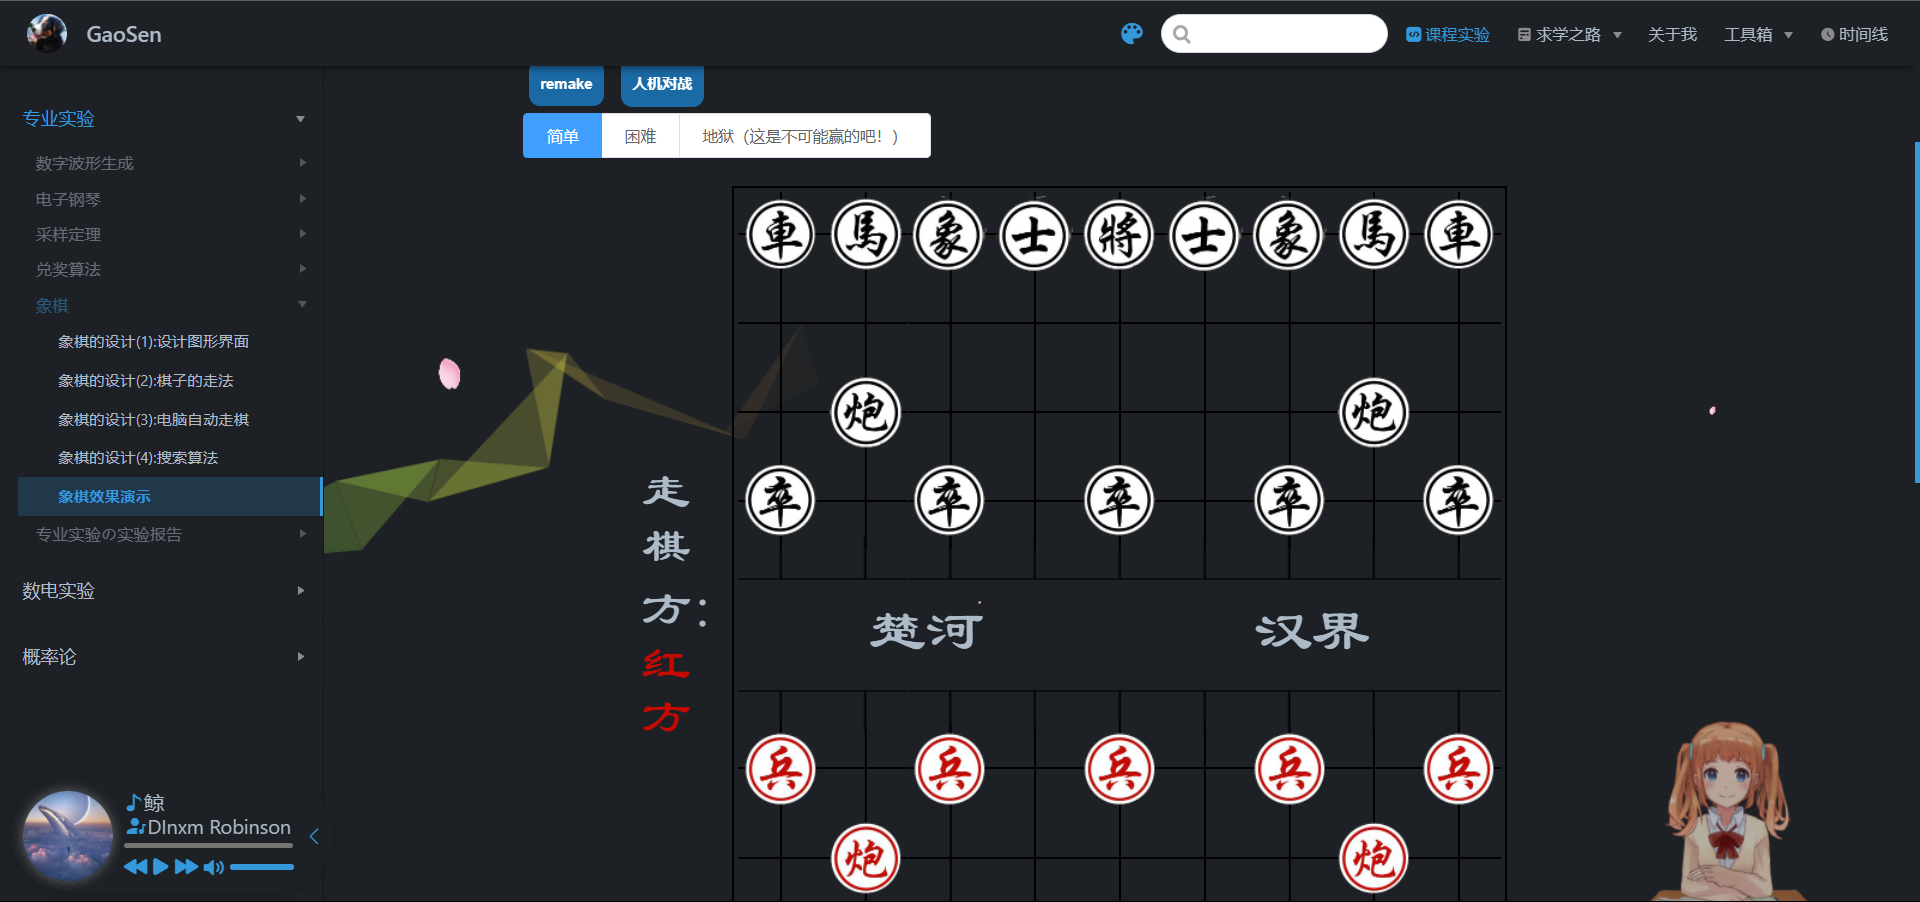 GaoSen
课程实验
求学之路
关于我
工具箱
时间线
专业实验
数字波形生成
电子钢琴
采样定理
兑奖算法
象棋
象棋的设计(1):设计图形界面
象棋的设计(2):棋子的走法
象棋的设计(3):电脑自动走棋
象棋的设计(4):搜索算法
象棋效果演示
专业实验の实验报告
数电实验
概率论
鲸
DInxm Robinson
remake
人机对战
简单
困难
地狱（这是不可能赢的吧！）
走
棋
方：
红
方
車 馬 象 士 將 士 象 馬 車
炮 炮
卒 卒 卒 卒 卒
楚河 汉界
兵 兵 兵 兵 兵
炮 炮